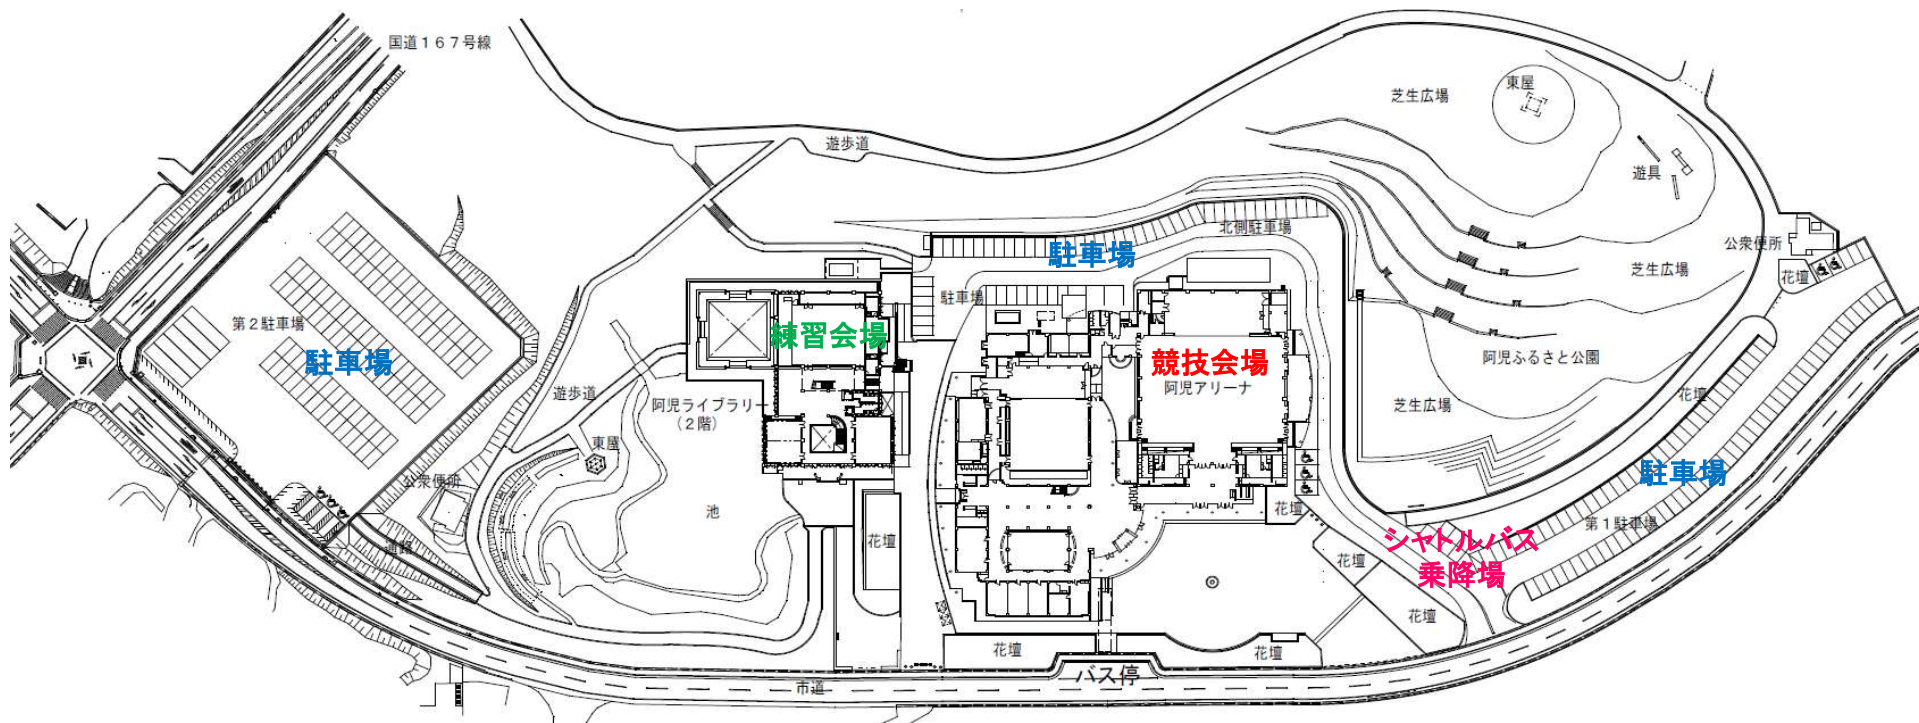 国道１６７号線
東屋
芝生広場
遊歩道
遊具
北側駐車場
公衆便所
駐車場
芝生広場
花壇
駐車場
第２駐車場
練習会場
駐車場
競技会場
阿児アリーナ
阿児ふるさと公園
遊歩道
阿児ライブラリー
（２階）
芝生広場
花壇
東屋
公衆便所
駐車場
池
花壇
第１駐車場
花壇
シャトルバス
乗降場
通路
花壇
花壇
花壇
花壇
バス停
市道